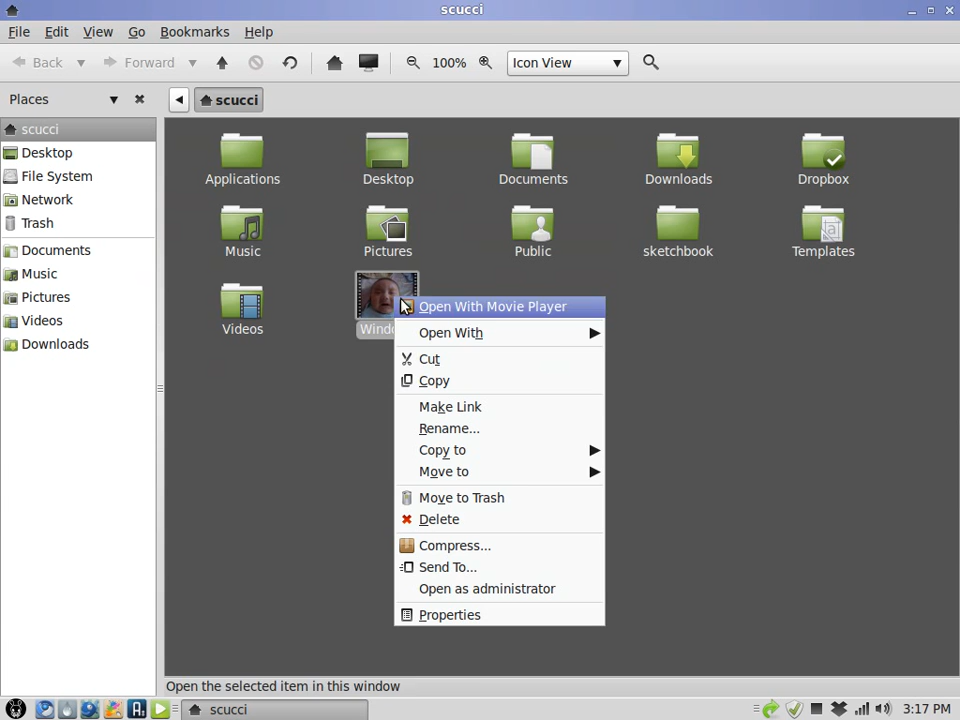 scucci
File Edit View Go Bookmarks Help
Back Forward 100% Icon View
Places scucci
scucci
Desktop
File System
Network
Trash
Documents
Music
Pictures
Videos
Downloads
Applications Desktop Documents Downloads Dropbox
Music Pictures Public sketchbook Templates
Videos
Open With Movie Player
Open With
Cut
Copy
Make Link
Rename...
Copy to
Move to
Move to Trash
Delete
Compress...
Send To...
Open as administrator
Properties
Open the selected item in this window
scucci 3:17 PM